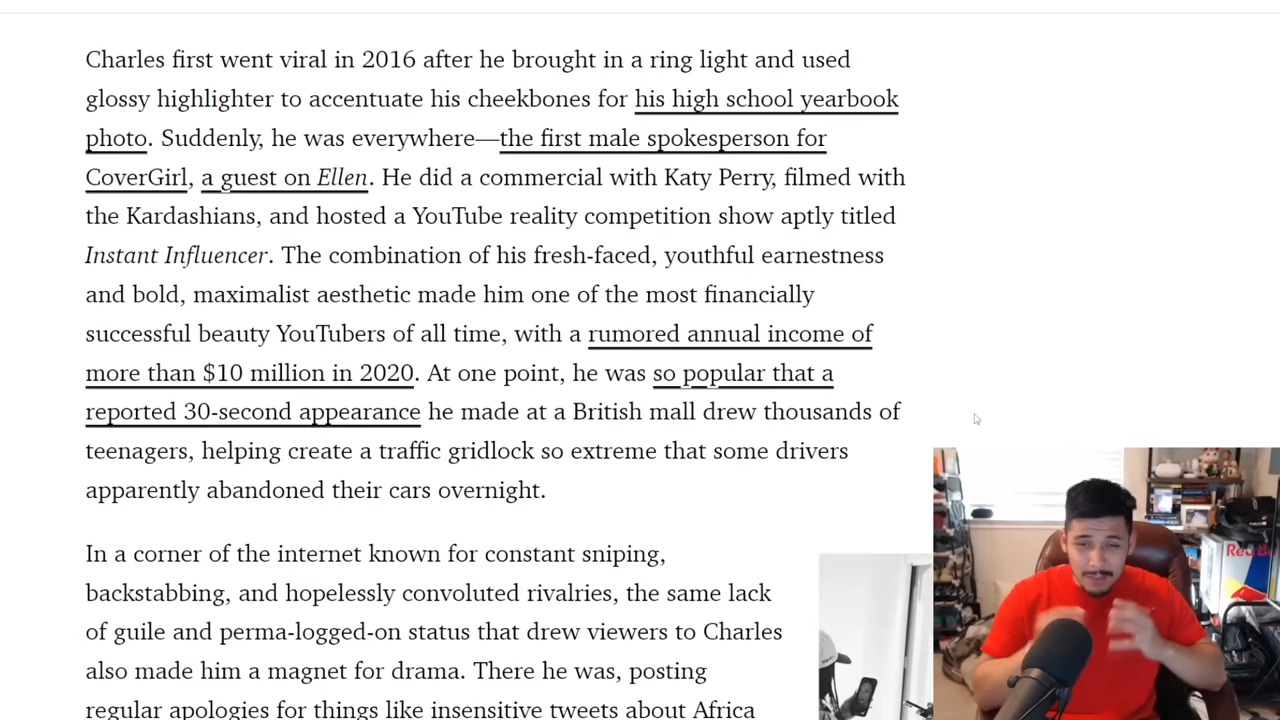 Charles first went viral in 2016 after he brought in a ring light and used
glossy highlighter to accentuate his cheekbones for his high school yearbook
photo. Suddenly, he was everywhere—the first male spokesperson for
CoverGirl, a guest on Ellen. He did a commercial with Katy Perry, filmed with
the Kardashians, and hosted a YouTube reality competition show aptly titled
Instant Influencer. The combination of his fresh-faced, youthful earnestness
and bold, maximalist aesthetic made him one of the most financially
successful beauty YouTubers of all time, with a rumored annual income of
more than $10 million in 2020. At one point, he was so popular that a
reported 30-second appearance he made at a British mall drew thousands of
teenagers, helping create a traffic gridlock so extreme that some drivers
apparently abandoned their cars overnight.
In a corner of the internet known for constant sniping,
backstabbing, and hopelessly convoluted rivalries, the same lack
of guile and perma-logged-on status that drew viewers to Charles
also made him a magnet for drama. There he was, posting
regular apologies for things like insensitive tweets about Africa